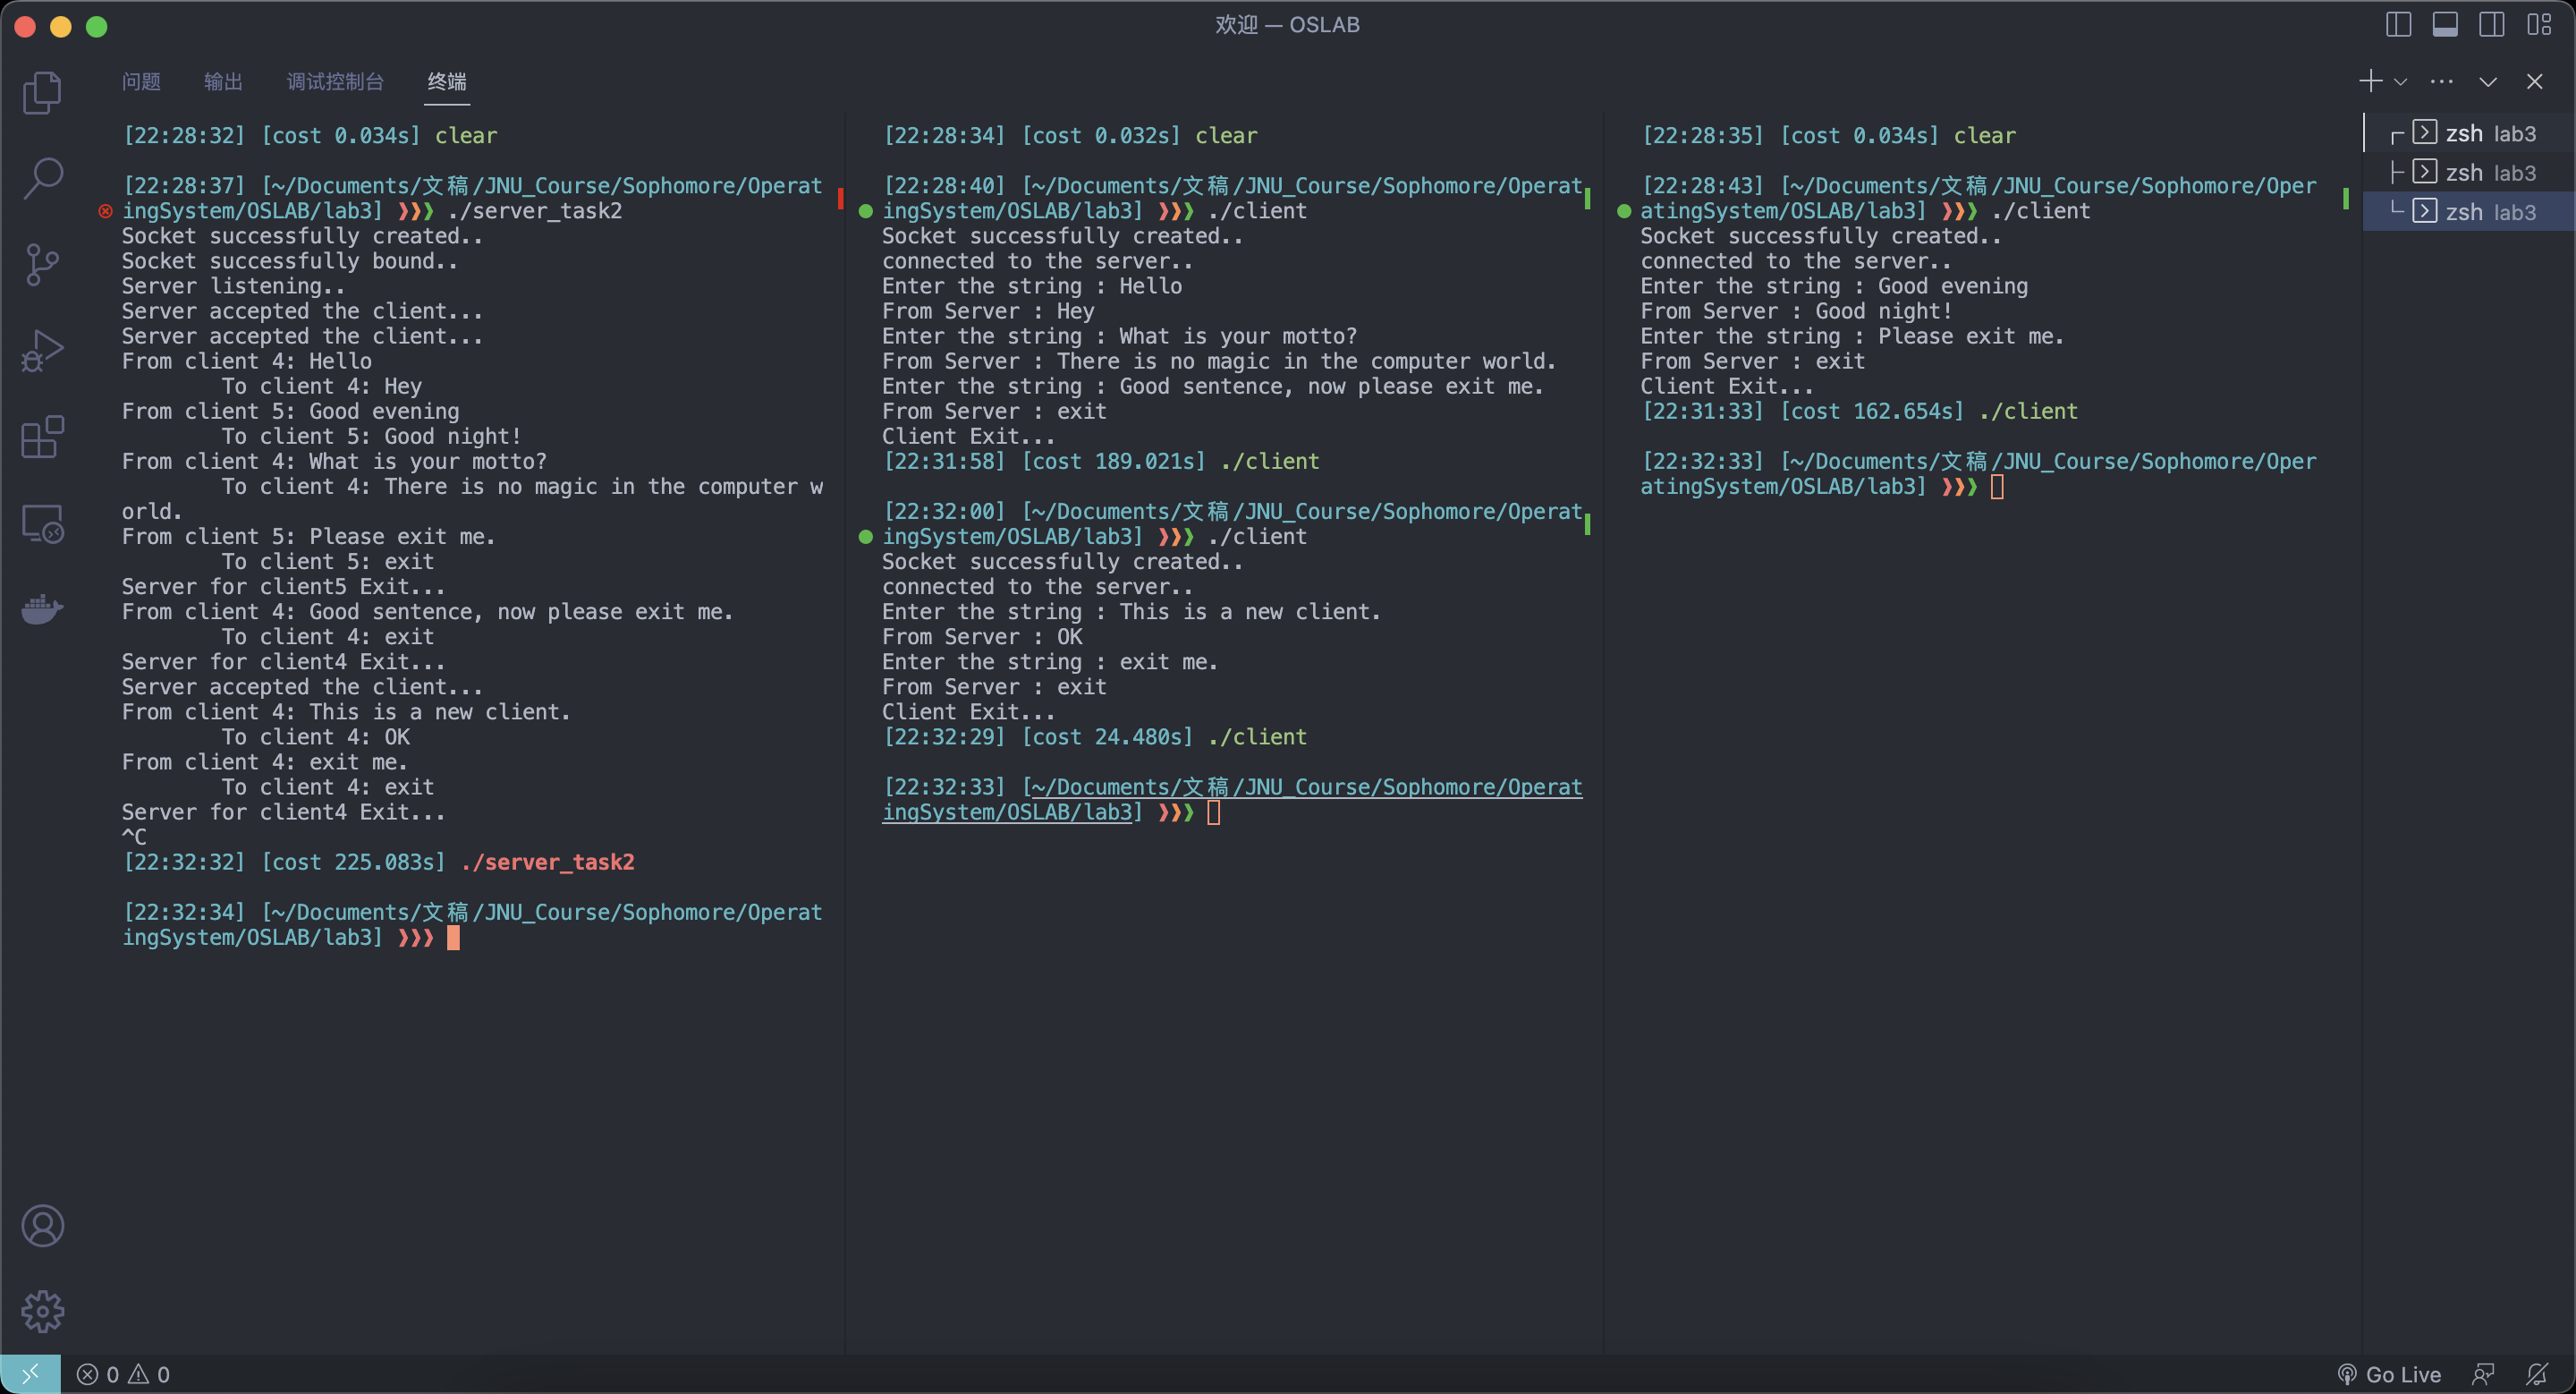 欢迎 — OSLAB
问题 输出 调试控制台 终端
[22:28:32] [cost 0.034s] clear
[22:28:37] [~/Documents/文稿/JNU_Course/Sophomore/Operat
ingSystem/OSLAB/lab3] ❯❯❯ ./server_task2
Socket successfully created..
Socket successfully bound..
Server listening..
Server accepted the client...
Server accepted the client...
From client 4: Hello
To client 4: Hey
From client 5: Good evening
To client 5: Good night!
From client 4: What is your motto?
To client 4: There is no magic in the computer w
orld.
From client 5: Please exit me.
To client 5: exit
Server for client5 Exit...
From client 4: Good sentence, now please exit me.
To client 4: exit
Server for client4 Exit...
Server accepted the client...
From client 4: This is a new client.
To client 4: OK
From client 4: exit me.
To client 4: exit
Server for client4 Exit...
^C
[22:32:32] [cost 225.083s] ./server_task2
[22:32:34] [~/Documents/文稿/JNU_Course/Sophomore/Operat
ingSystem/OSLAB/lab3] ❯❯❯
[22:28:34] [cost 0.032s] clear
[22:28:40] [~/Documents/文稿/JNU_Course/Sophomore/Operat
ingSystem/OSLAB/lab3] ❯❯❯ ./client
Socket successfully created..
connected to the server..
Enter the string : Hello
From Server : Hey
Enter the string : What is your motto?
From Server : There is no magic in the computer world.
Enter the string : Good sentence, now please exit me.
From Server : exit
Client Exit...
[22:31:58] [cost 189.021s] ./client
[22:32:00] [~/Documents/文稿/JNU_Course/Sophomore/Operat
ingSystem/OSLAB/lab3] ❯❯❯ ./client
Socket successfully created..
connected to the server..
Enter the string : This is a new client.
From Server : OK
Enter the string : exit me.
From Server : exit
Client Exit...
[22:32:29] [cost 24.480s] ./client
[22:32:33] [~/Documents/文稿/JNU_Course/Sophomore/Operat
ingSystem/OSLAB/lab3] ❯❯❯
[22:28:35] [cost 0.034s] clear
[22:28:43] [~/Documents/文稿/JNU_Course/Sophomore/Oper
atingSystem/OSLAB/lab3] ❯❯❯ ./client
Socket successfully created..
connected to the server..
Enter the string : Good evening
From Server : Good night!
Enter the string : Please exit me.
From Server : exit
Client Exit...
[22:31:33] [cost 162.654s] ./client
[22:32:33] [~/Documents/文稿/JNU_Course/Sophomore/Oper
atingSystem/OSLAB/lab3] ❯❯❯
zsh lab3
zsh lab3
zsh lab3
0 0
Go Live